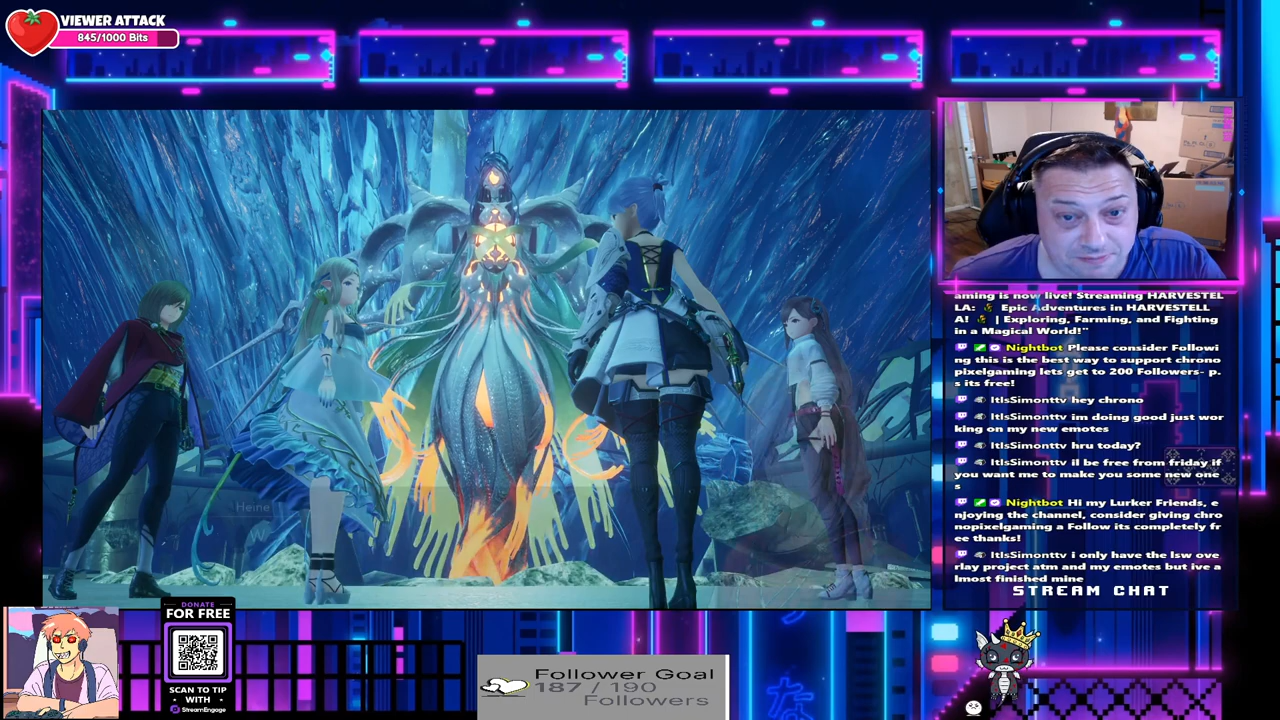 VIEWER ATTACK
845/1000 Bits
aming is now live! Streaming HARVESTEL
LA: Epic Adventures in HARVESTELL
A! | Exploring, Farming, and Fighting
in a Magical World!"
Nightbot Please consider Followi
ng this is the best way to support chrono
pixelgaming lets get to 200 Followers- p.
s its free!
ItIsSimonttv hey chrono
ItIsSimonttv im doing good just wor
king on my new emotes
ItIsSimonttv hru today?
ItIsSimonttv il be free from friday if
you want me to make you some new one
s
Nightbot Hi my Lurker Friends, e
njoying the channel, consider giving chro
nopixelgaming a Follow its completely fr
ee thanks!
ItIsSimonttv i only have the lsw ove
rlay project atm and my emotes but ive a
lmost finished mine
STREAM CHAT
Heine
DONATE
FOR FREE
SCAN TO TIP
- WITH -
StreamEngage
Follower Goal
187 / 190
Followers
な